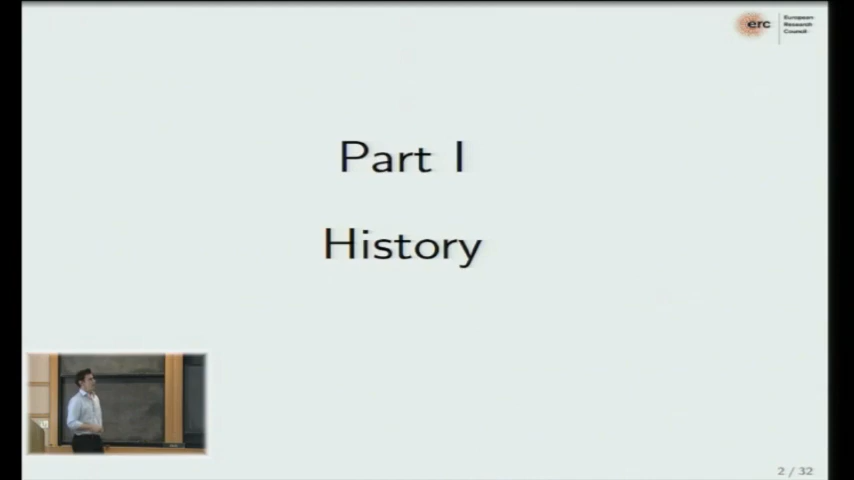 erc
European
Research
Council
Part I
History
2 / 32